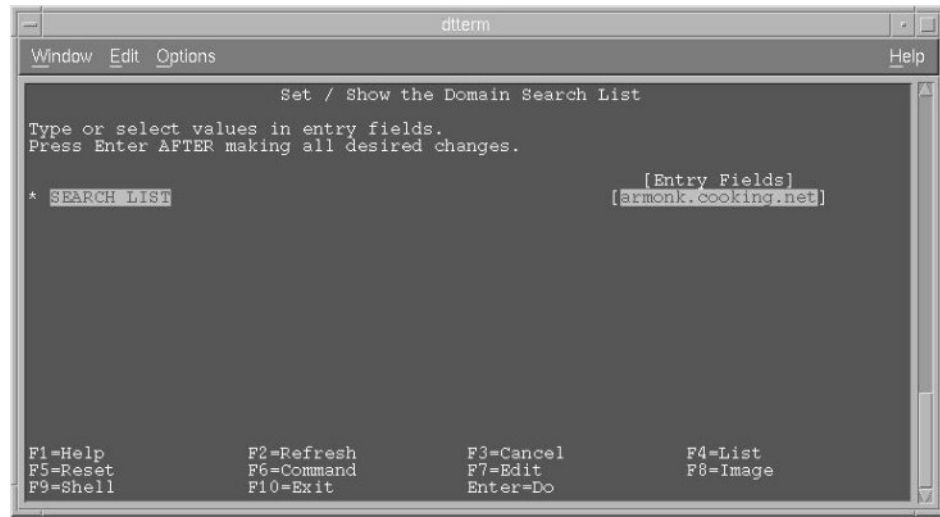 dtterm
Window Edit Options Help
Set / Show the Domain Search List
Type or select values in entry fields.
Press Enter AFTER making all desired changes.
[Entry Fields]
* SEARCH LIST [armonk.cooking.net]
F1=Help F2=Refresh F3=Cancel F4=List
F5=Reset F6=Command F7=Edit F8=Image
F9=Shell F10=Exit Enter=Do